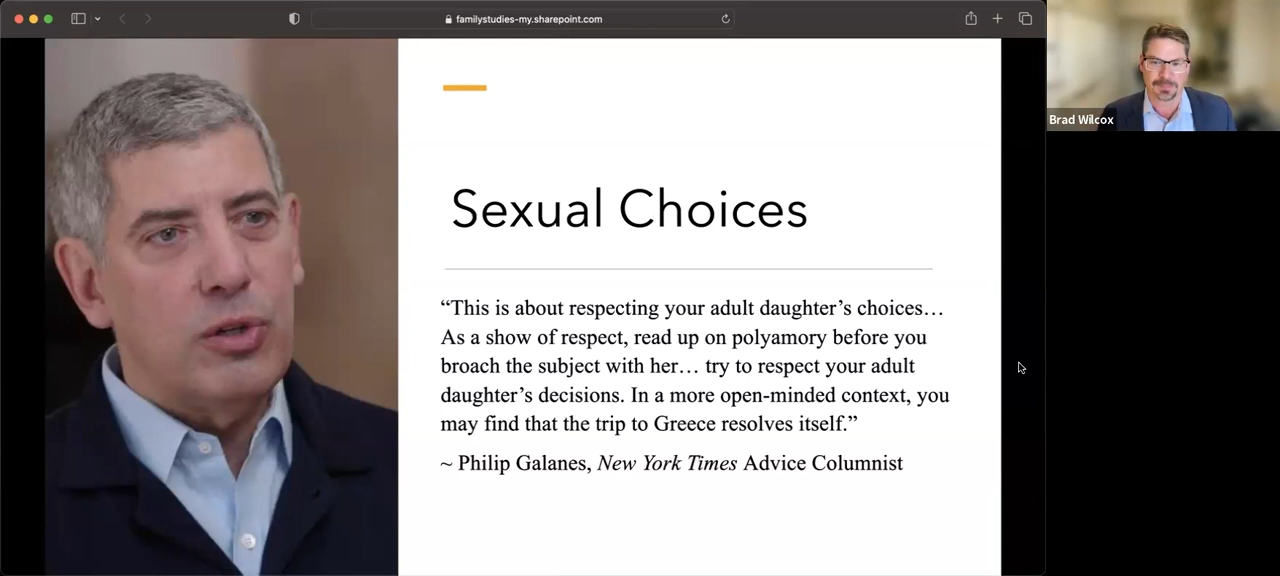 familystudies-my.sharepoint.com
Brad Wilcox
Sexual Choices
“This is about respecting your adult daughter’s choices…
As a show of respect, read up on polyamory before you
broach the subject with her… try to respect your adult
daughter’s decisions. In a more open-minded context, you
may find that the trip to Greece resolves itself.”
~ Philip Galanes, New York Times Advice Columnist